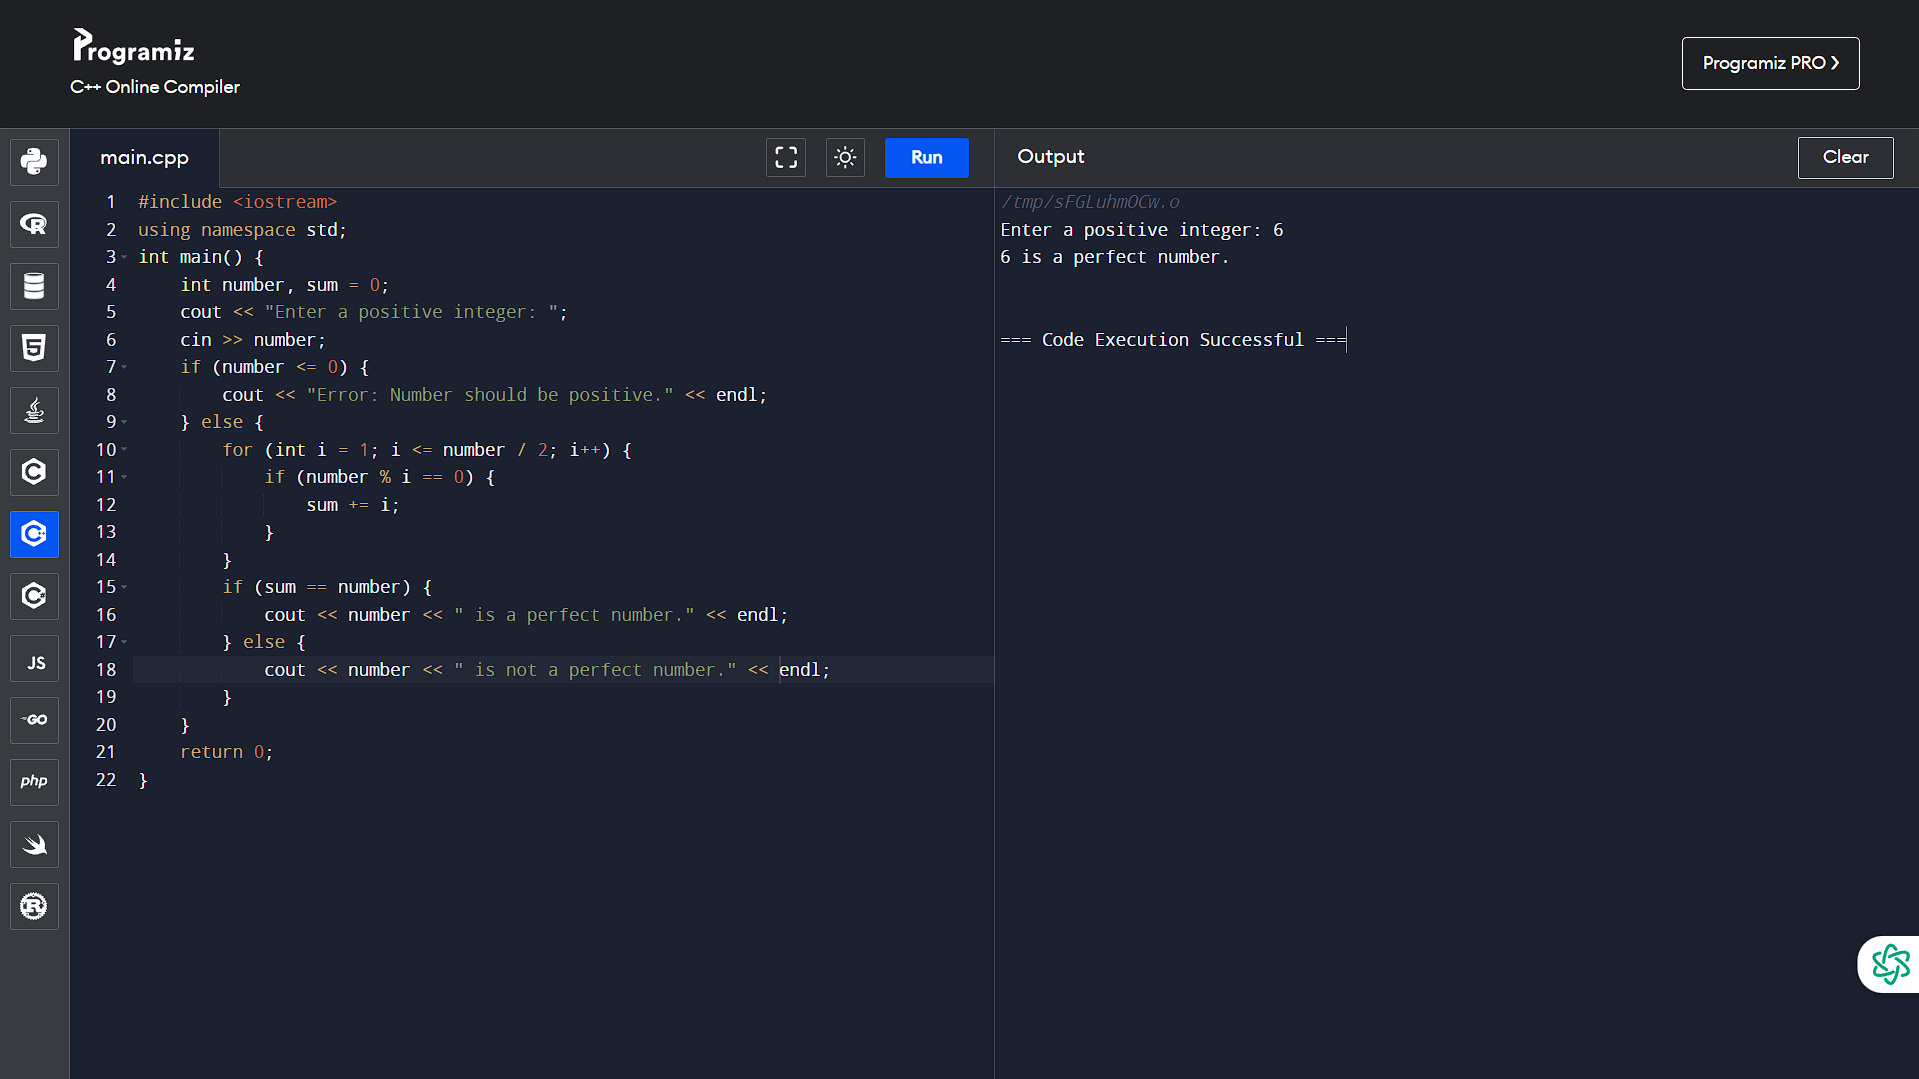 Programiz
C++ Online Compiler
Programiz PRO ❯
main.cpp
Run
Output
Clear
1 #include <iostream>
2 using namespace std;
3 int main() {
4     int number, sum = 0;
5     cout << "Enter a positive integer: ";
6     cin >> number;
7     if (number <= 0) {
8         cout << "Error: Number should be positive." << endl;
9     } else {
10         for (int i = 1; i <= number / 2; i++) {
11             if (number % i == 0) {
12                 sum += i;
13             }
14         }
15         if (sum == number) {
16             cout << number << " is a perfect number." << endl;
17         } else {
18             cout << number << " is not a perfect number." << endl;
19         }
20     }
21     return 0;
22 }
/tmp/sFGLuhmOCw.o
Enter a positive integer: 6
6 is a perfect number.
=== Code Execution Successful ===
R
5
C
C++
C#
JS
GO
php
R